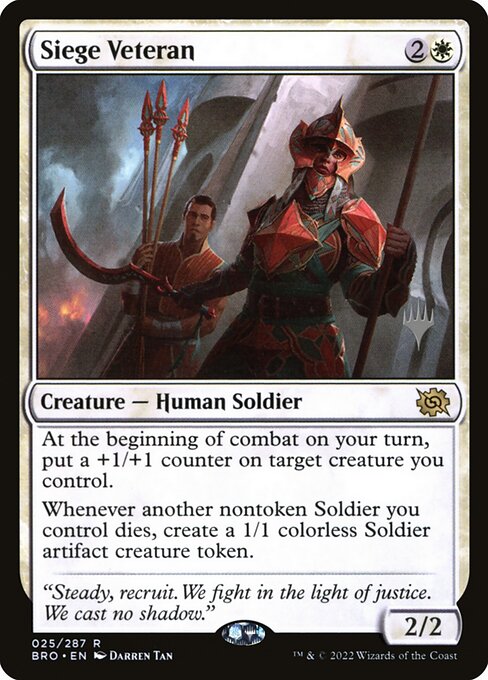 Siege Veteran 2
Creature — Human Soldier
At the beginning of combat on your turn,
put a +1/+1 counter on target creature you
control.
Whenever another nontoken Soldier you
control dies, create a 1/1 colorless Soldier
artifact creature token.
“Steady, recruit. We fight in the light of justice.
We cast no shadow.”
2/2
025/287 R
BRO • EN Darren Tan
™ & © 2022 Wizards of the Coast